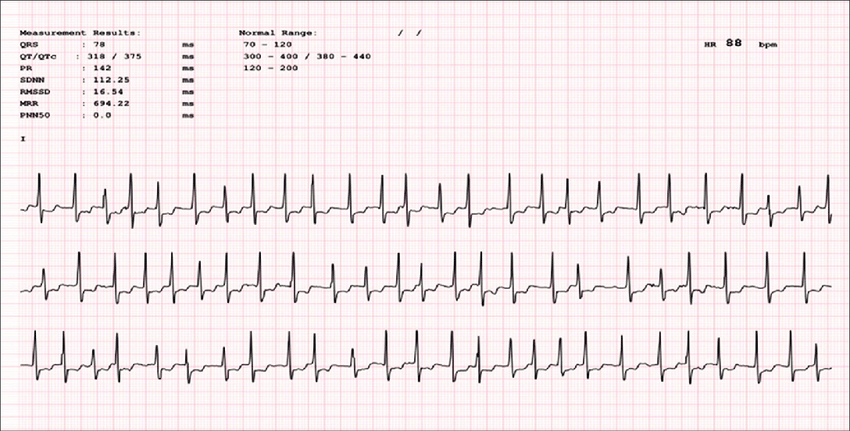 Measurement Results: Normal Range: / /
QRS : 78 ms 70 - 120 HR 88 bpm
QT/QTc : 318 / 375 ms 300 - 400 / 380 - 440
PR : 142 ms 120 - 200
SDNN : 112.25 ms
RMSSD : 16.54 ms
MRR : 694.22 ms
PNN50 : 0.0 ms
I